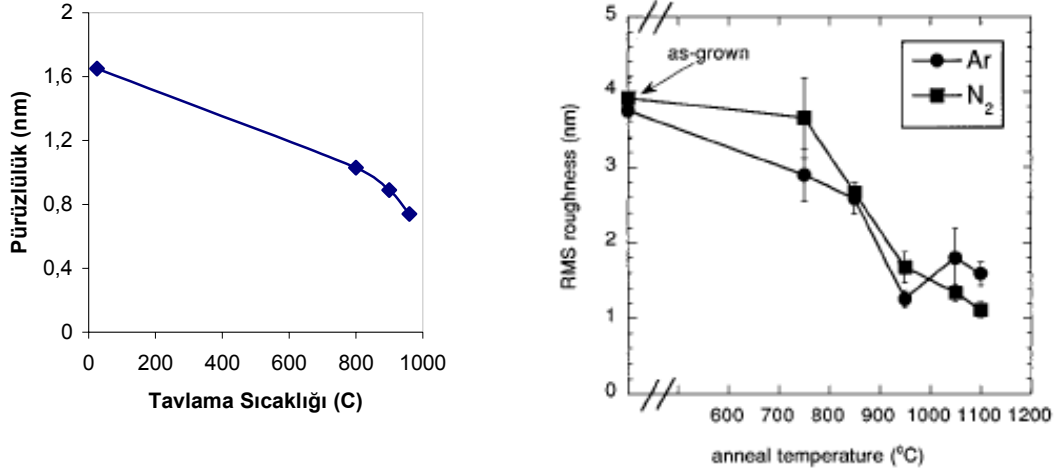 2
1,6
1,2
0,8
0,4
0
0 200 400 600 800 1000
Pürüzlülük (nm)
Tavlama Sıcaklığı (C)
5
4
3
2
1
0
600 700 800 900 1000 1100 1200
RMS roughness (nm)
anneal temperature (°C)
as-grown
Ar
N₂